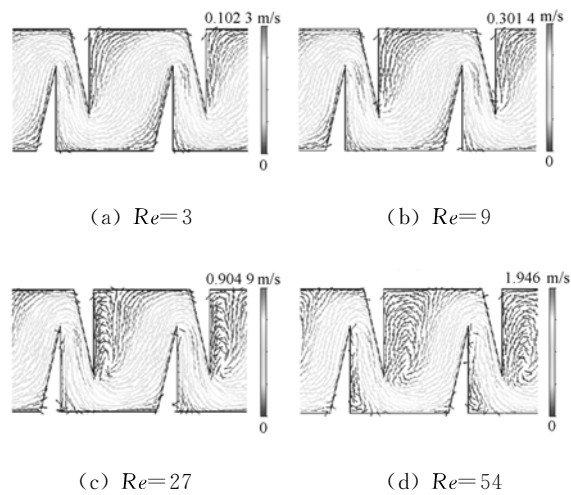 0.102 3 m/s
0
(a) Re=3
0.301 4 m/s
0
(b) Re=9
0.904 9 m/s
0
(c) Re=27
1.946 m/s
0
(d) Re=54